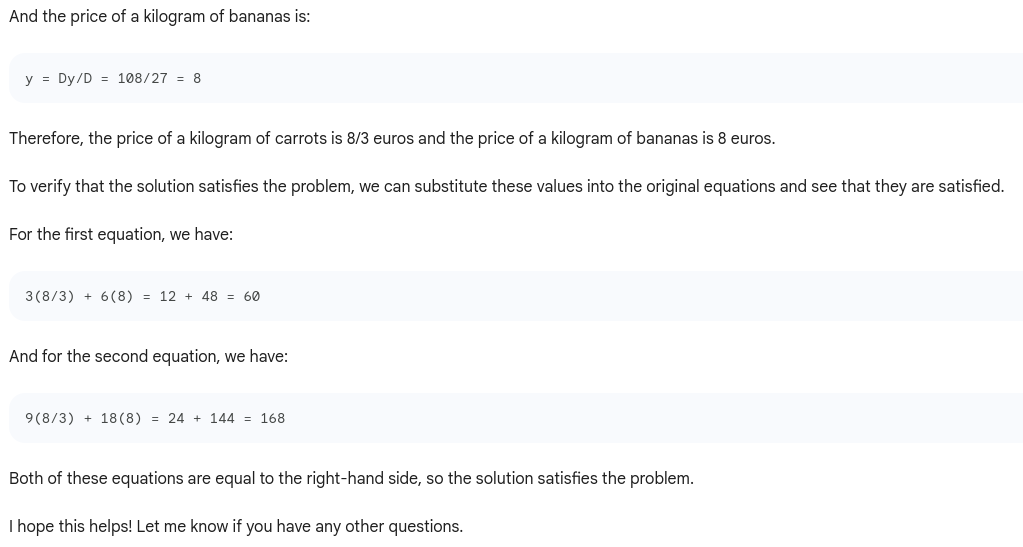 And the price of a kilogram of bananas is:
y = Dy/D = 108/27 = 8
Therefore, the price of a kilogram of carrots is 8/3 euros and the price of a kilogram of bananas is 8 euros.
To verify that the solution satisfies the problem, we can substitute these values into the original equations and see that they are satisfied.
For the first equation, we have:
3(8/3) + 6(8) = 12 + 48 = 60
And for the second equation, we have:
9(8/3) + 18(8) = 24 + 144 = 168
Both of these equations are equal to the right-hand side, so the solution satisfies the problem.
I hope this helps! Let me know if you have any other questions.